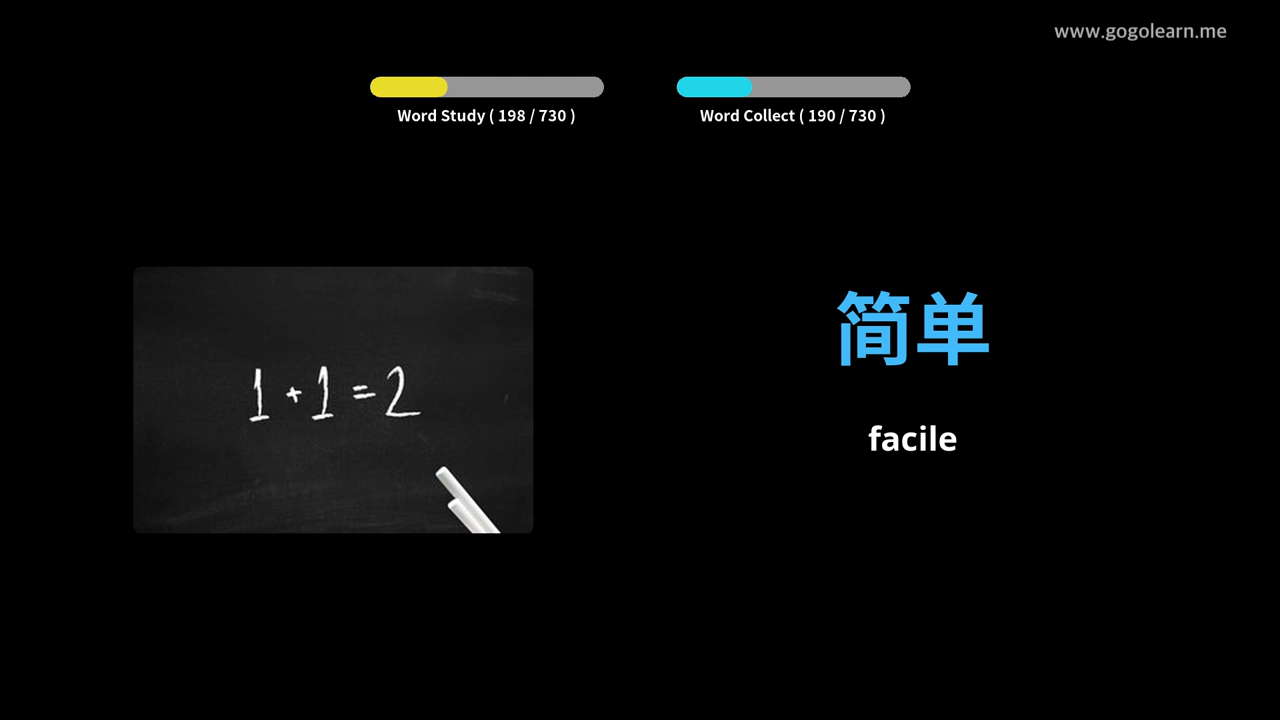 www.gogolearn.me
Word Study ( 198 / 730 )
Word Collect ( 190 / 730 )
1 + 1 = 2
简单
facile